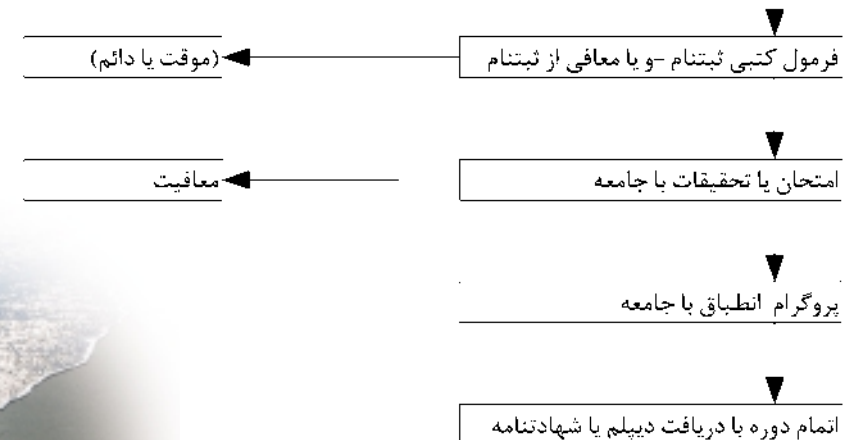 فرمول کتبی ثبتنام -و یا معافی از ثبتنام
(موقت یا دائم)
امتحان یا تحقیقات با جامعه
معافیت
پروگرام انطباق با جامعه
اتمام دوره با دریافت دیپلم یا شهادتنامه